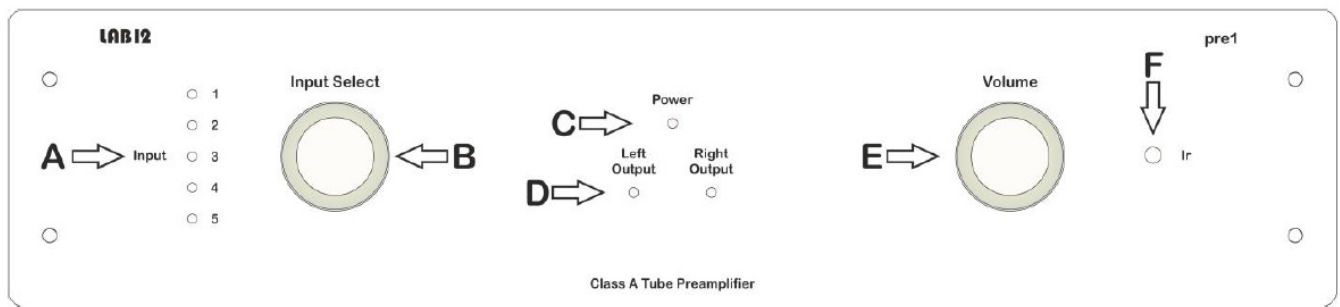 LAB12
pre1
F
Input Select
Volume
1
2
Power
C
A
Input
3
B
Left
Output
Right
Output
E
Ir
4
D
5
Class A Tube Preamplifier